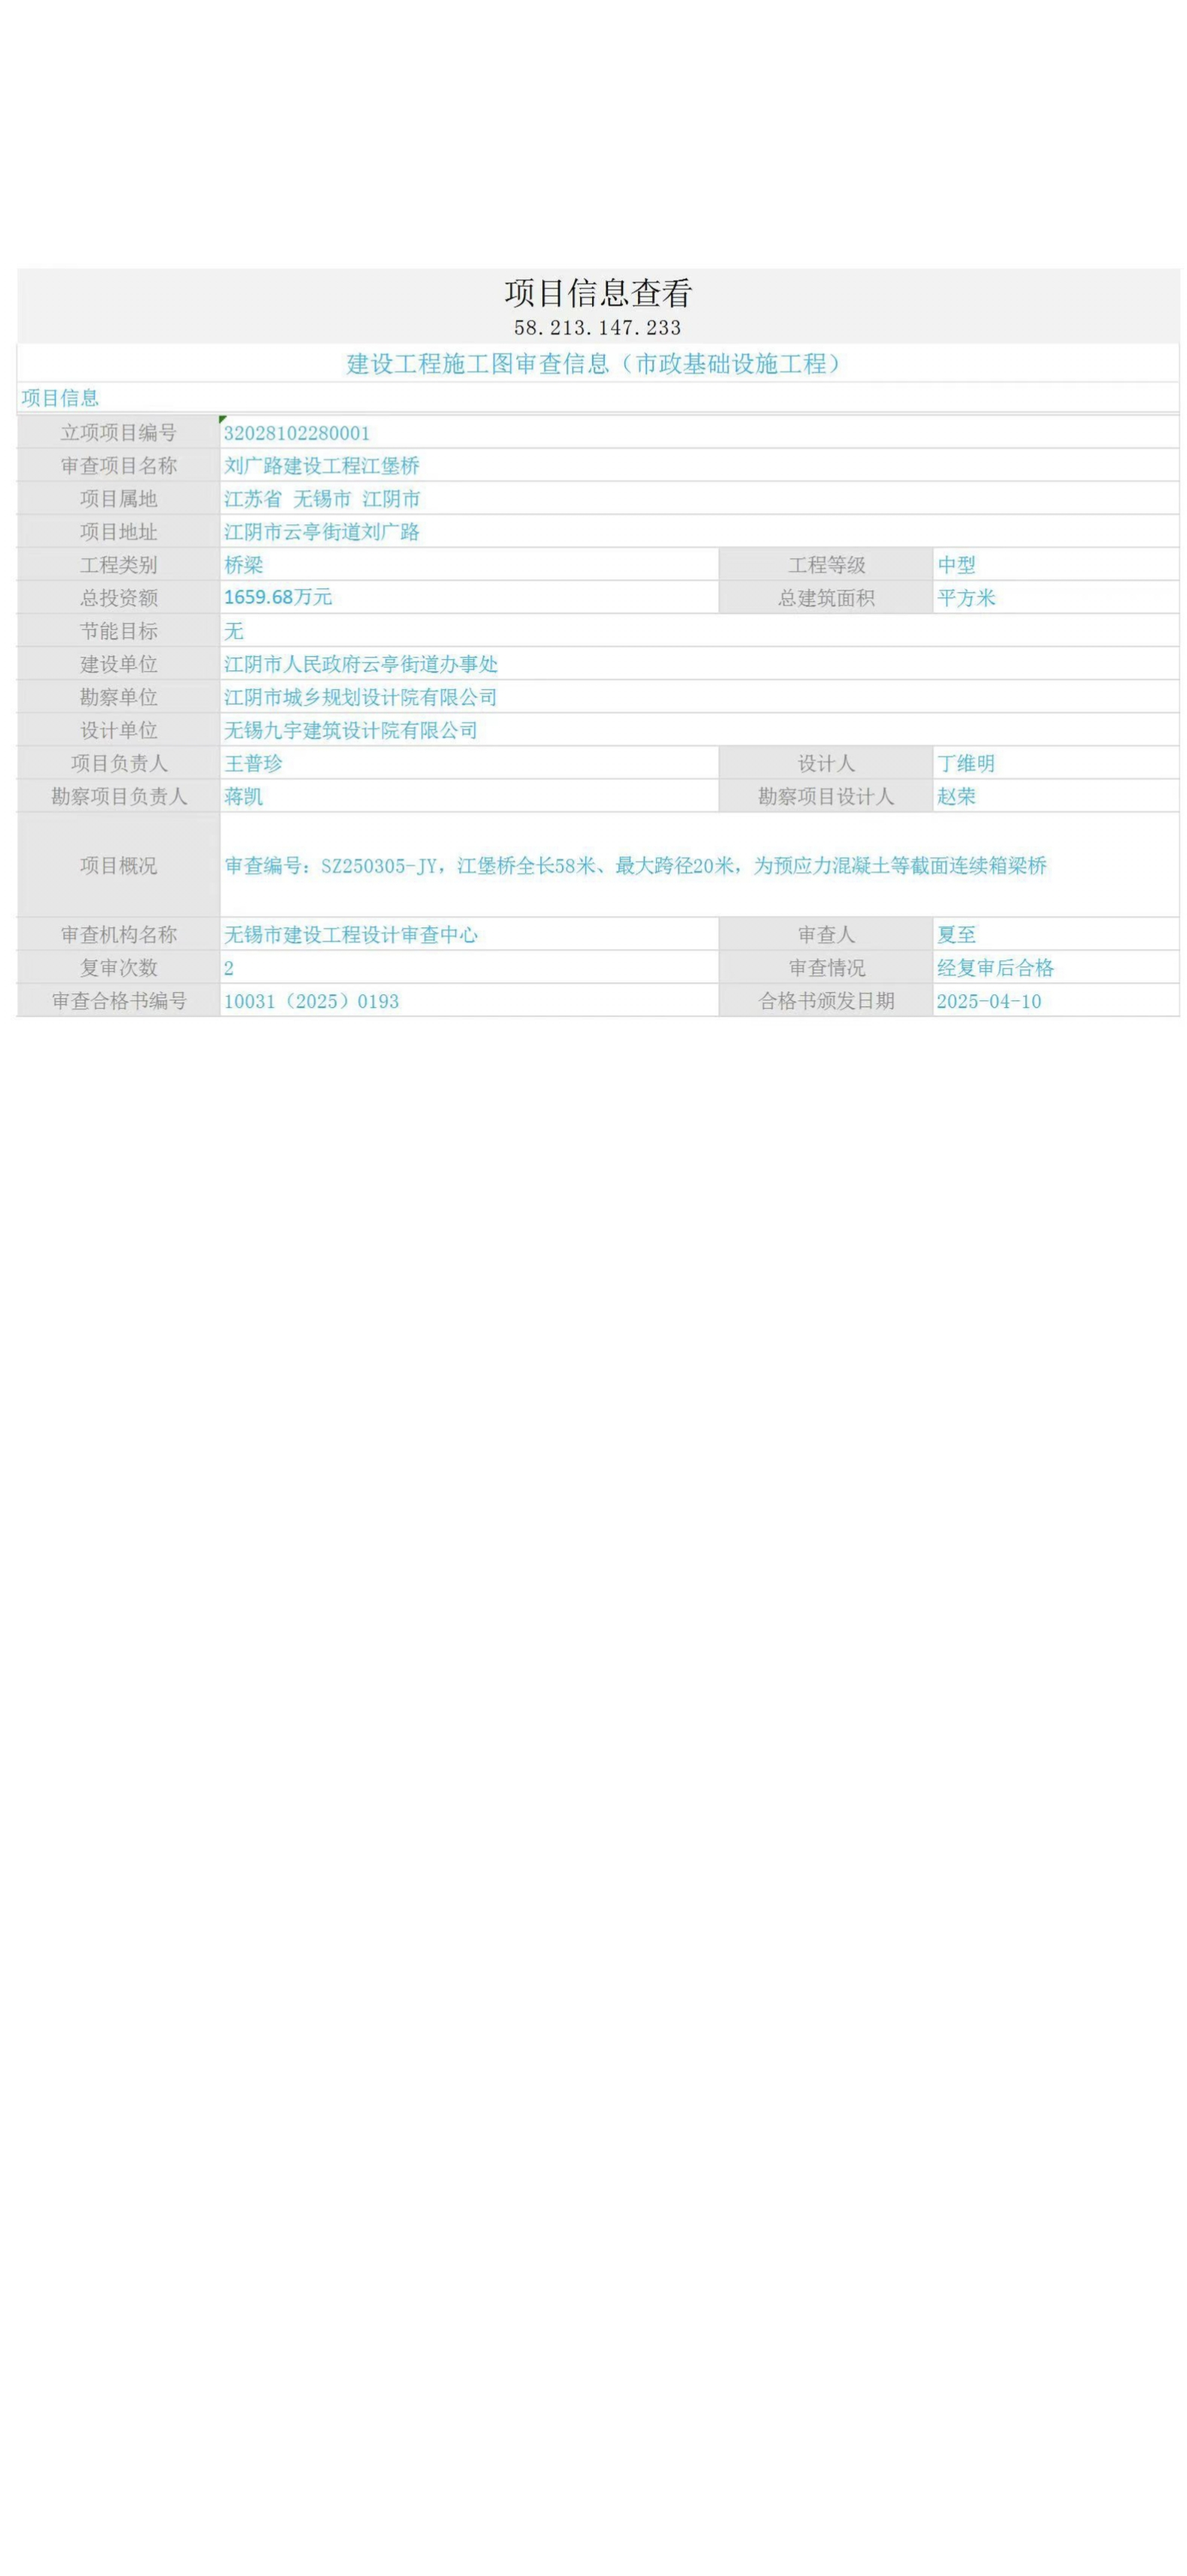 项目信息查看
58.213.147.233
建设工程施工图审查信息（市政基础设施工程）
项目信息
立项项目编号 32028102280001
审查项目名称 刘广路建设工程江堡桥
项目属地 江苏省 无锡市 江阴市
项目地址 江阴市云亭街道刘广路
工程类别 桥梁 工程等级 中型
总投资额 1659.68万元 总建筑面积 平方米
节能目标 无
建设单位 江阴市人民政府云亭街道办事处
勘察单位 江阴市城乡规划设计院有限公司
设计单位 无锡九宇建筑设计院有限公司
项目负责人 王普珍 设计人 丁维明
勘察项目负责人 蒋凯 勘察项目设计人 赵荣
项目概况 审查编号：SZ250305-JY，江堡桥全长58米、最大跨径20米，为预应力混凝土等截面连续箱梁桥
审查机构名称 无锡市建设工程设计审查中心 审查人 夏至
复审次数 2 审查情况 经复审后合格
审查合格书编号 10031（2025）0193 合格书颁发日期 2025-04-10